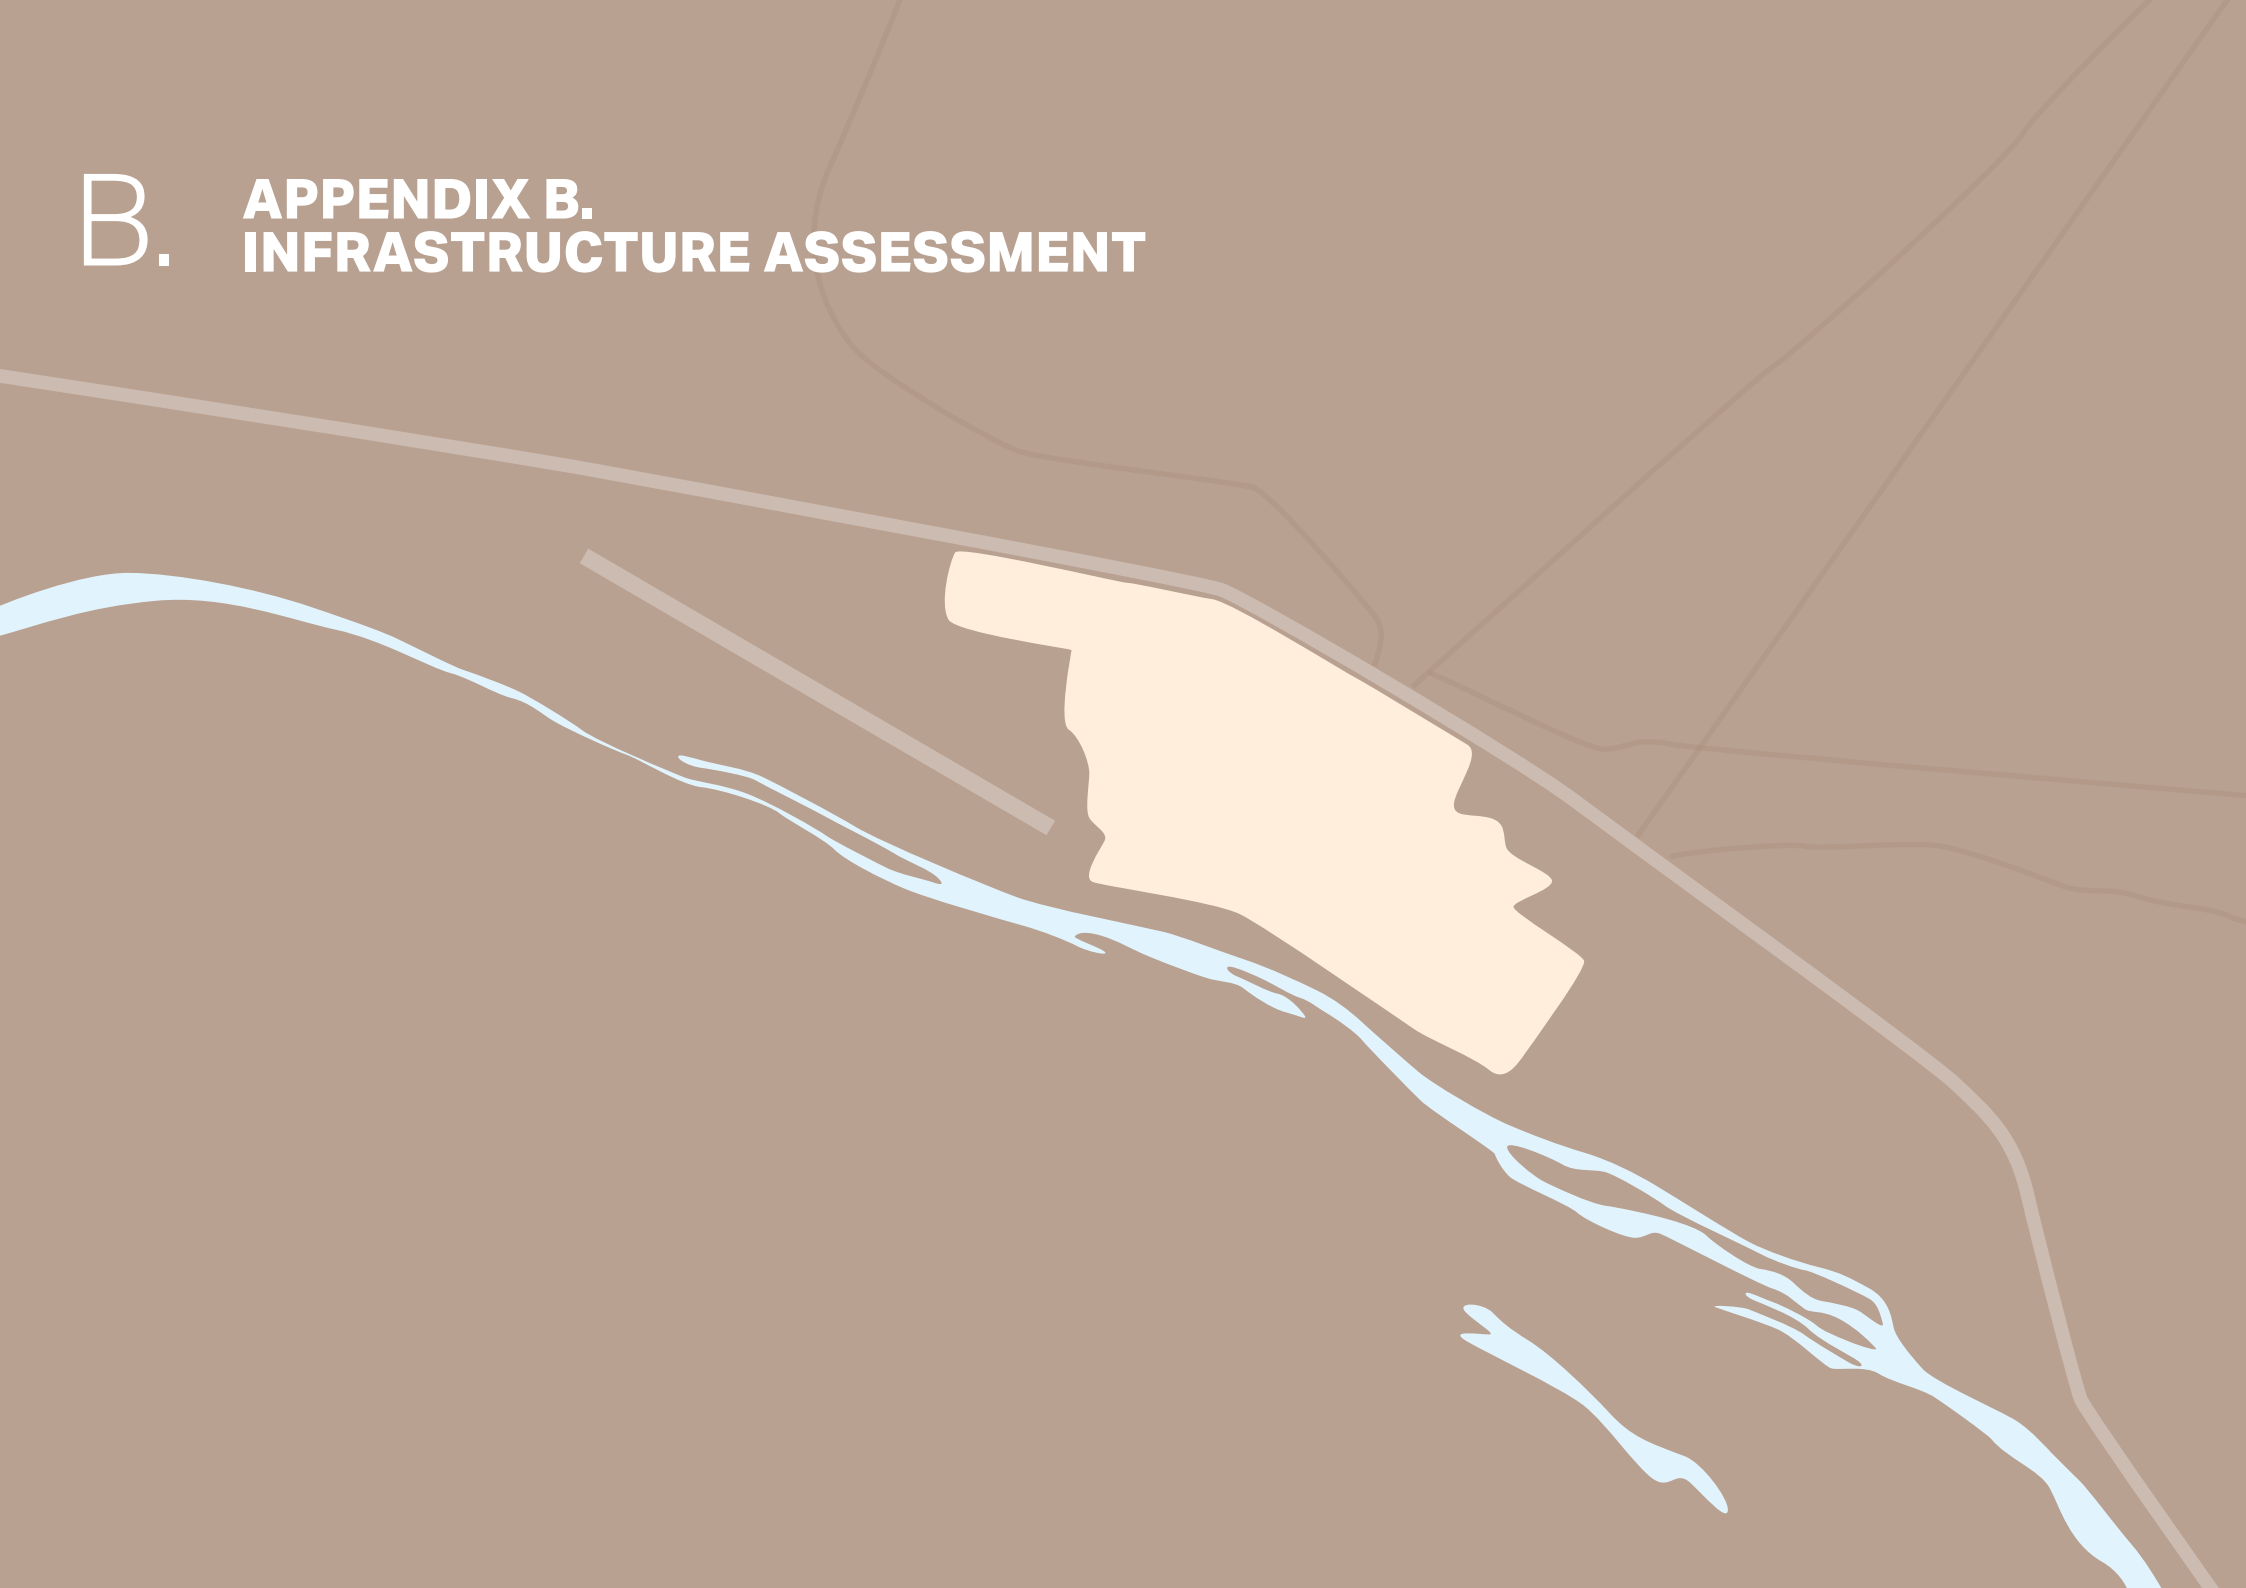 B.
APPENDIX B.
INFRASTRUCTURE ASSESSMENT